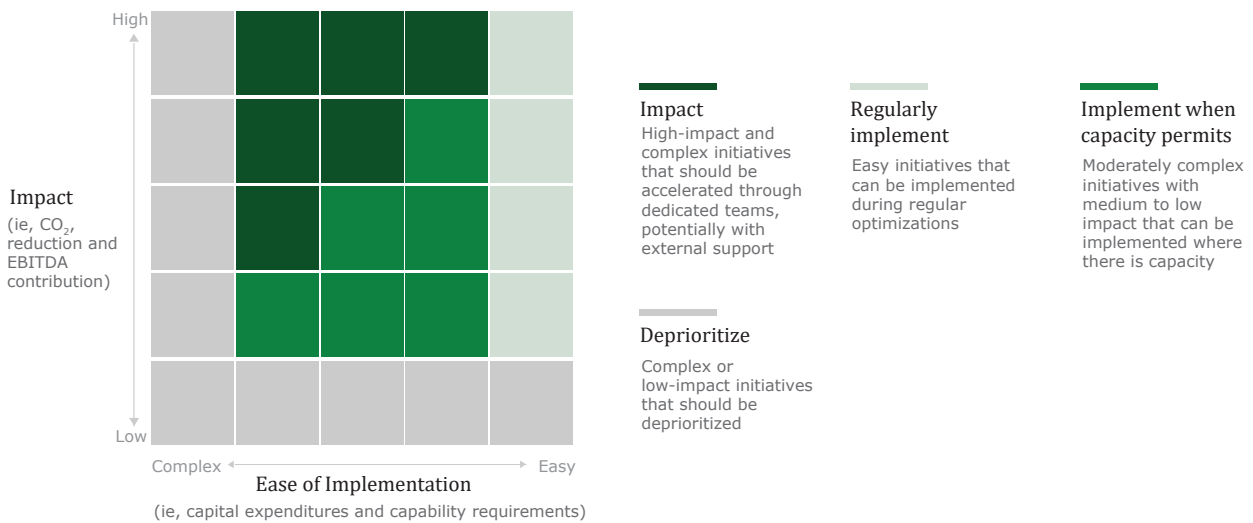 High
Impact
(ie, CO₂,
reduction and
EBITDA
contribution)
Low
Complex
Easy
Ease of Implementation
(ie, capital expenditures and capability requirements)
Impact
High-impact and
complex initiatives
that should be
accelerated through
dedicated teams,
potentially with
external support
Regularly
implement
Easy initiatives that
can be implemented
during regular
optimizations
Implement when
capacity permits
Moderately complex
initiatives with
medium to low
impact that can be
implemented where
there is capacity
Deprioritize
Complex or
low-impact initiatives
that should be
deprioritized